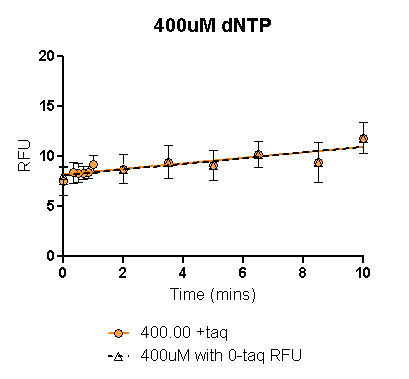 400uM dNTP
20
15
10
5
0
RFU
0 2 4 6 8 10
Time (mins)
400.00 +taq
400uM with 0-taq RFU